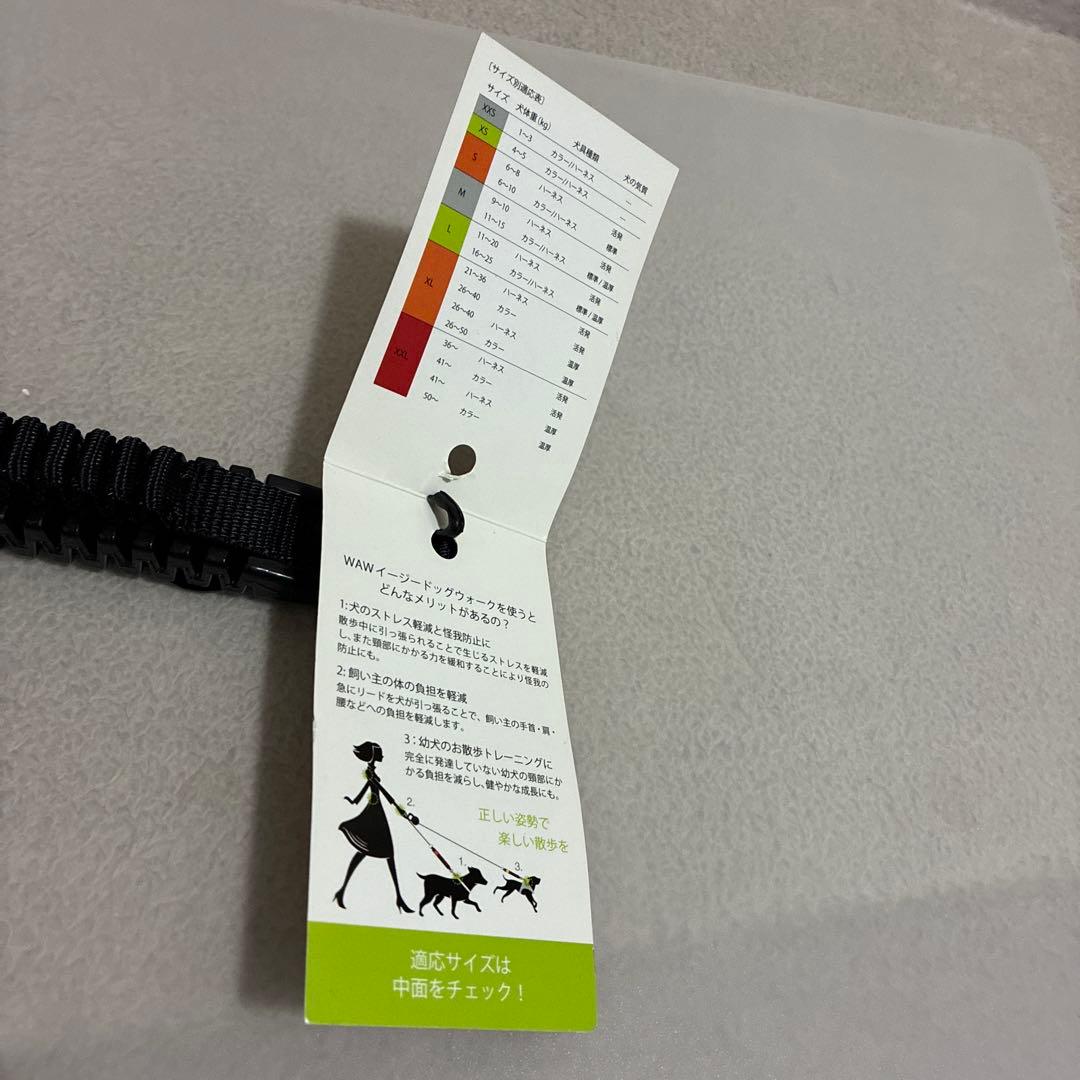 ［サイズ別適応表］
サイズ 犬体重(kg) 犬具種類 犬の気質
XXS 1〜3 カラー/ハーネス ...
XS 4〜5 カラー/ハーネス ...
S 6〜8 ハーネス 活発
6〜10 カラー/ハーネス 標準
M 9〜10 ハーネス 活発
11〜15 カラー/ハーネス 標準/温厚
L 11〜20 ハーネス 活発
16〜25 カラー/ハーネス 標準/温厚
XL 21〜36 ハーネス 活発
26〜40 カラー 活発
26〜40 ハーネス 温厚
26〜50 カラー 温厚
XXL 36〜 ハーネス 活発
41〜 カラー 活発
41〜 ハーネス 温厚
50〜 カラー 温厚
WAWイージードッグウォークを使うと
どんなメリットがあるの？
1:犬のストレス軽減と怪我防止に
散歩中に引っ張られることで生じるストレスを軽減
し、また頸部にかかる力を緩和することにより怪我の
防止にも。
2:飼い主の体の負担を軽減
急にリードを犬が引っ張ることで、飼い主の手首・肩・
腰などへの負担を軽減します。
3：幼犬のお散歩トレーニングに
完全に発達していない幼犬の頸部にか
かる負担を減らし、健やかな成長にも。
2.
正しい姿勢で
楽しい散歩を
1.
3.
適応サイズは
中面をチェック！